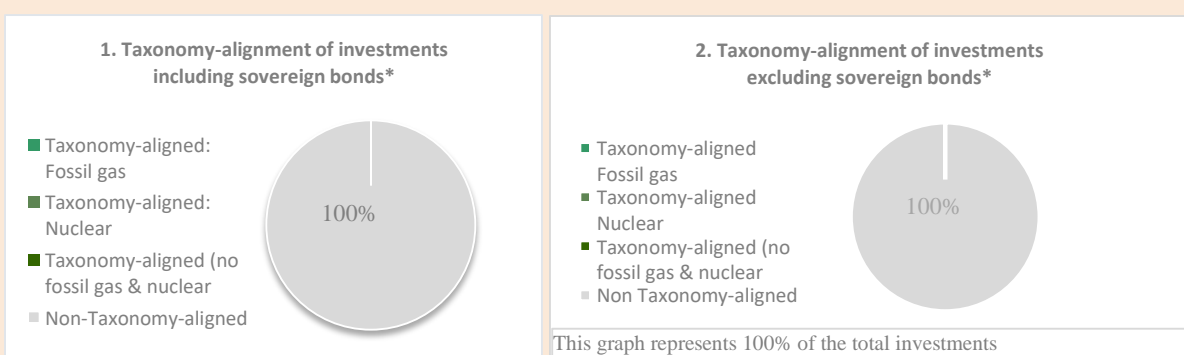 1. Taxonomy-alignment of investments
including sovereign bonds*
Taxonomy-aligned:
Fossil gas
Taxonomy-aligned:
Nuclear
Taxonomy-aligned (no
fossil gas & nuclear
Non-Taxonomy-aligned
100%
2. Taxonomy-alignment of investments
excluding sovereign bonds*
Taxonomy-aligned
Fossil gas
Taxonomy-aligned
Nuclear
Taxonomy-aligned (no
fossil gas & nuclear
Non Taxonomy-aligned
100%
This graph represents 100% of the total investments